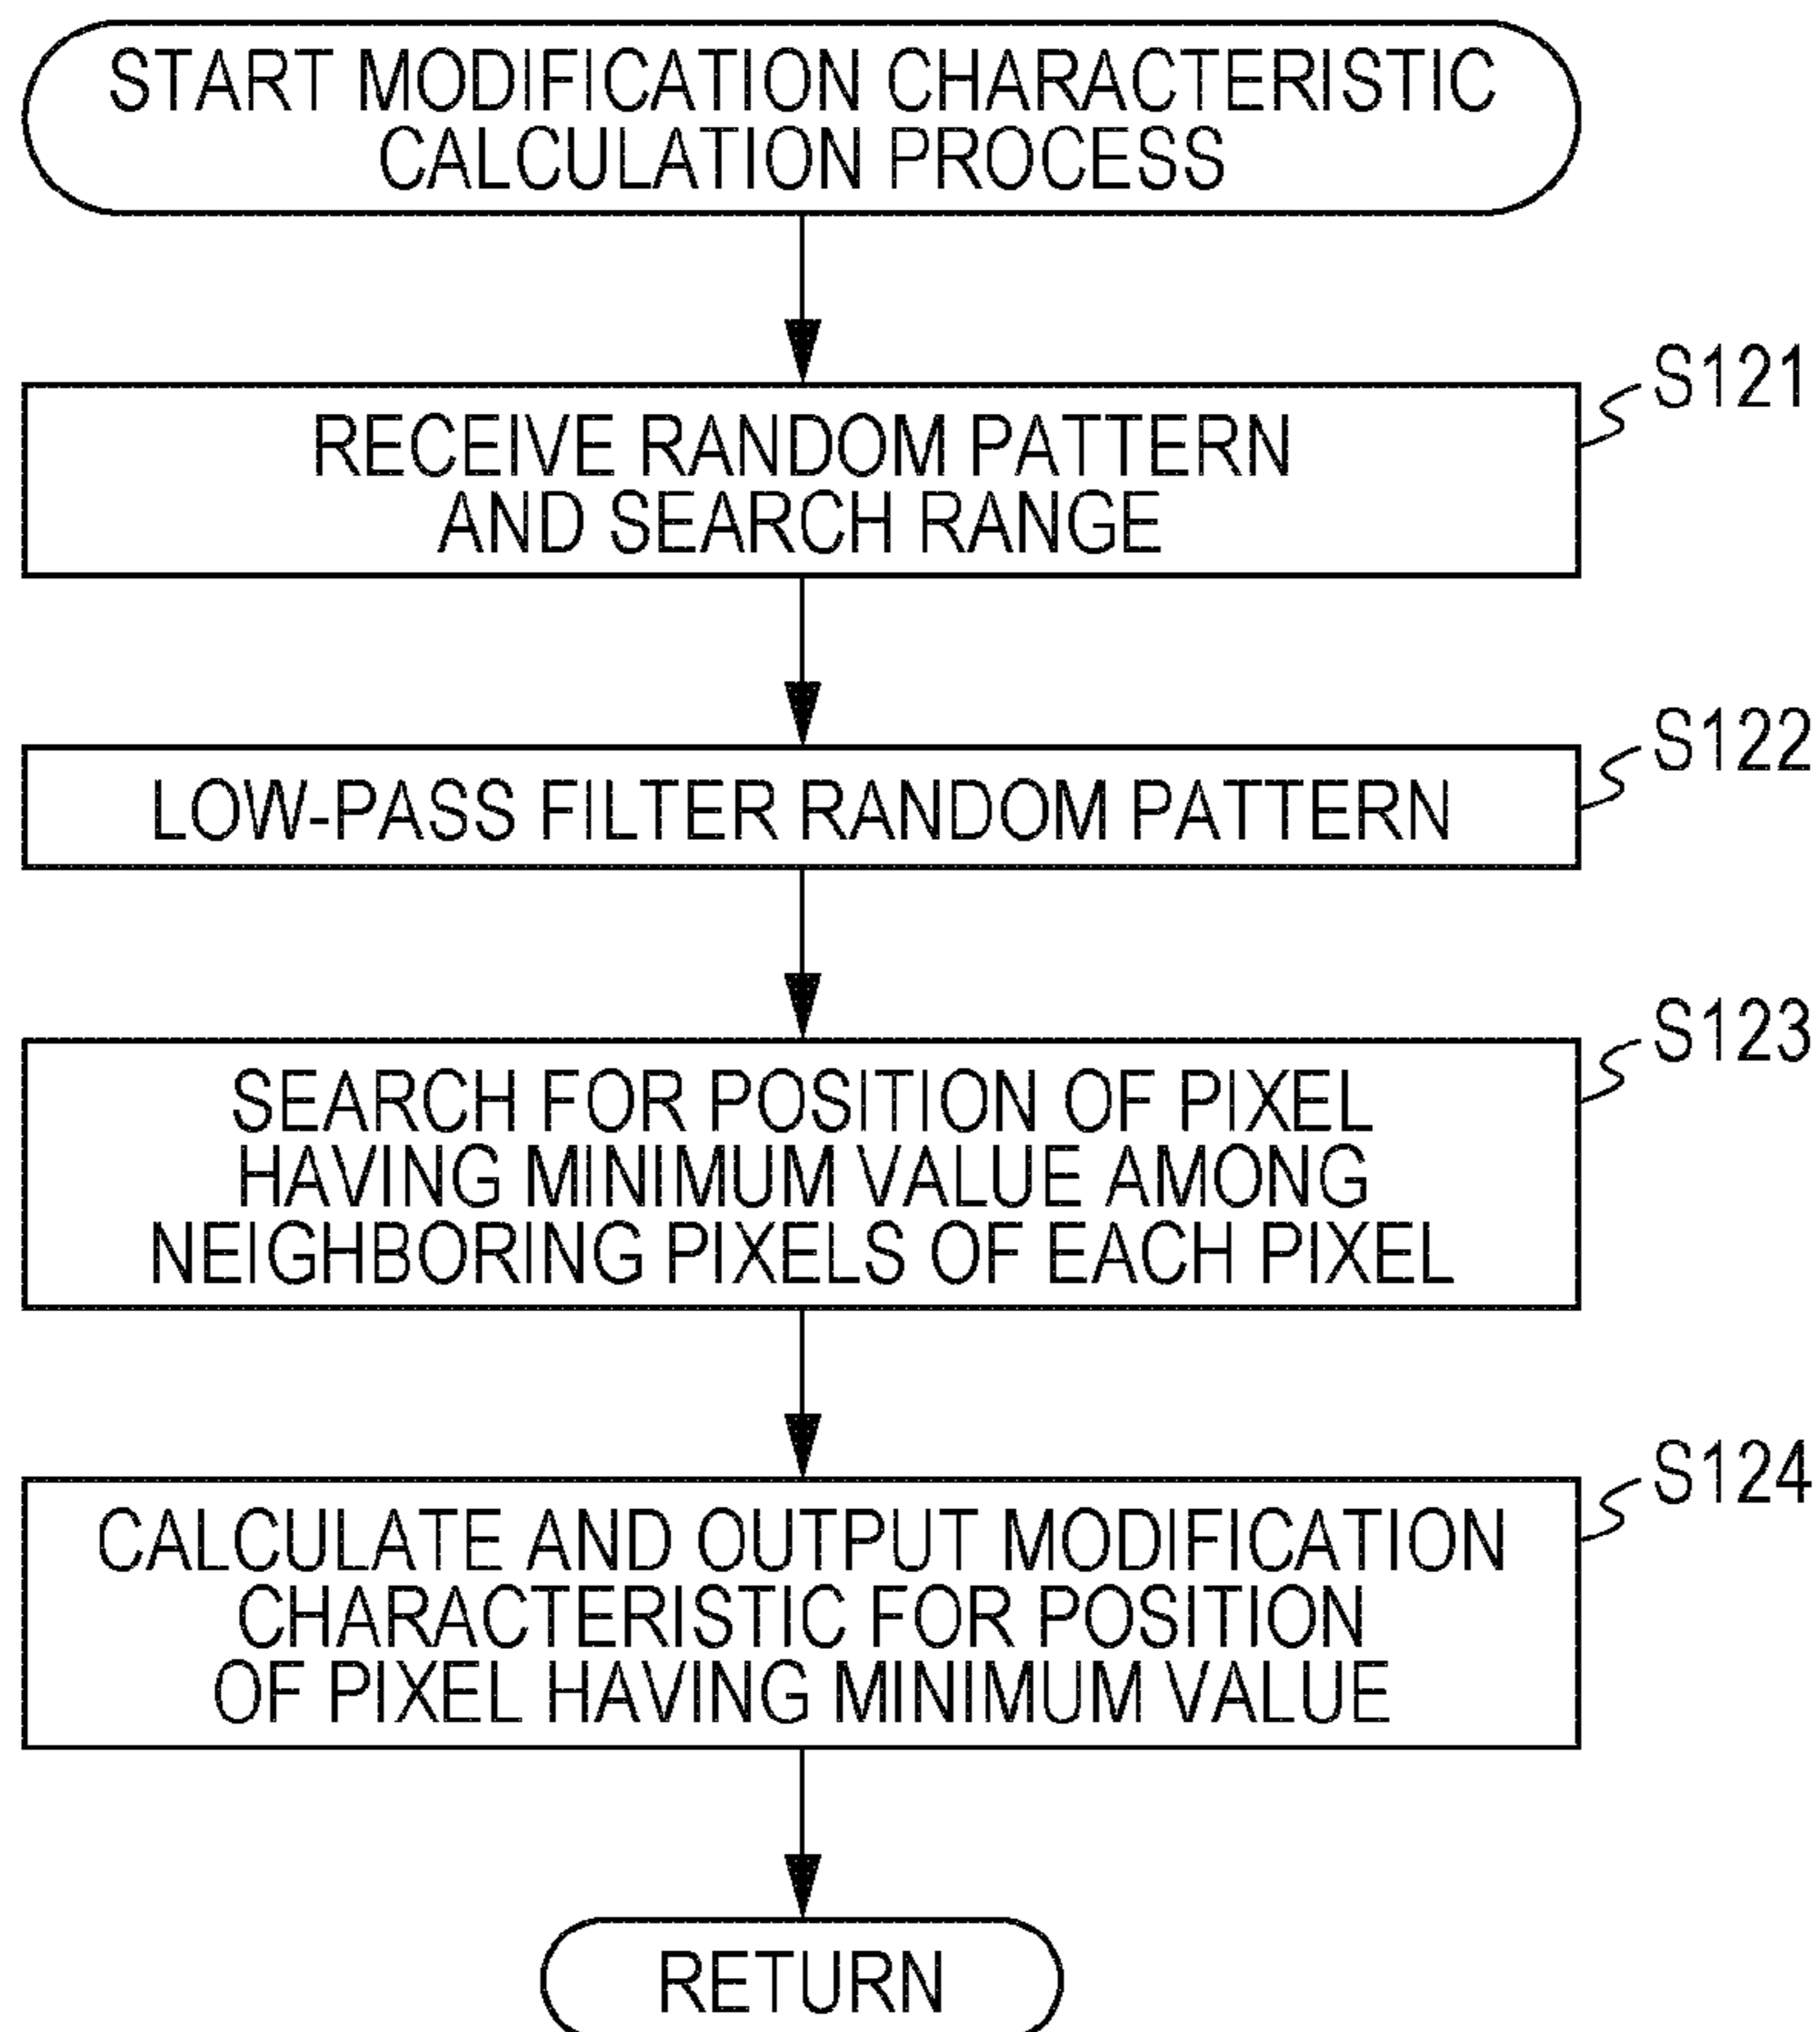 START MODIFICATION CHARACTERISTIC
CALCULATION PROCESS
S121
RECEIVE RANDOM PATTERN
AND SEARCH RANGE
S122
LOW-PASS FILTER RANDOM PATTERN
S123
SEARCH FOR POSITION OF PIXEL
HAVING MINIMUM VALUE AMONG
NEIGHBORING PIXELS OF EACH PIXEL
S124
CALCULATE AND OUTPUT MODIFICATION
CHARACTERISTIC FOR POSITION
OF PIXEL HAVING MINIMUM VALUE
RETURN